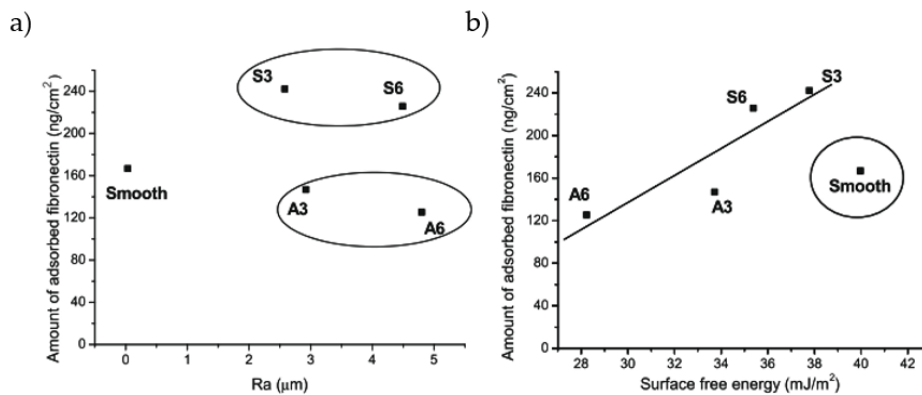 a)
Amount of adsorbed fibronectin (ng/cm²)
240
200
160
120
80
40
0
S3
S6
Smooth
A3
A6
0 1 2 3 4 5
Ra (μm)
b)
Amount of adsorbed fibronectin (ng/cm²)
240
200
160
120
80
40
0
S3
S6
Smooth
A6
A3
28 30 32 34 36 38 40 42
Surface free energy (mJ/m²)